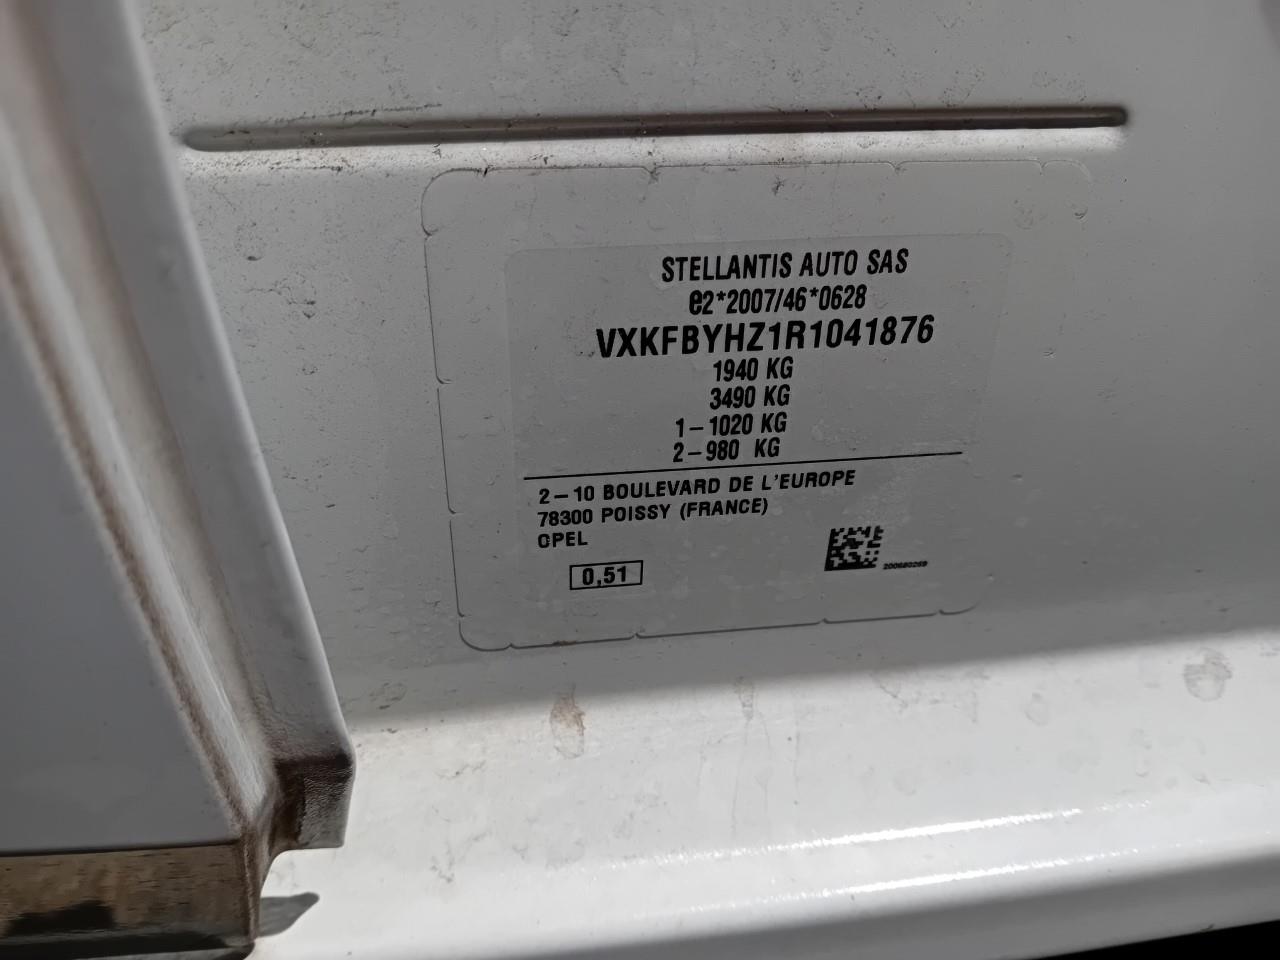 STELLANTIS AUTO SAS
e2*2007/46*0628
VXKFBYHZ1R1041876
1940 KG
3490 KG
1-1020 KG
2-980 KG
2-10 BOULEVARD DE L'EUROPE
78300 POISSY (FRANCE)
OPEL
0,51